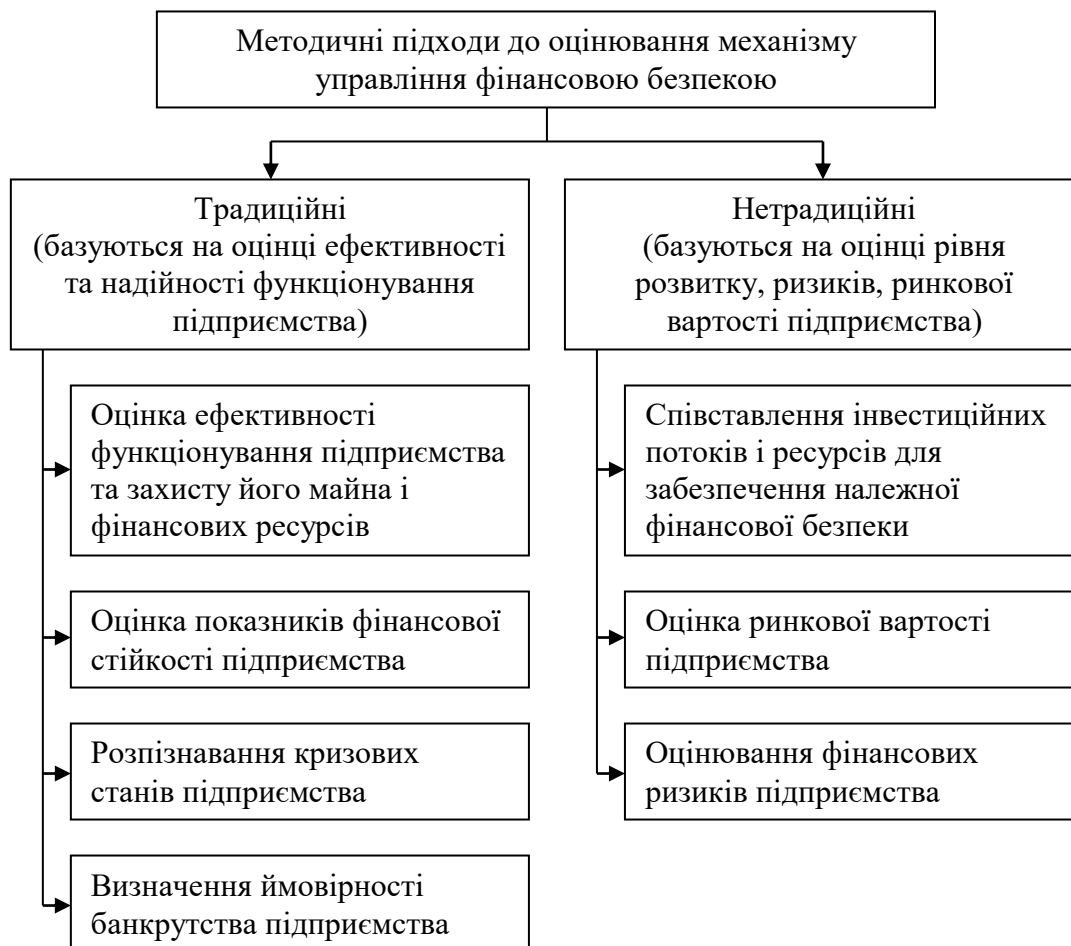 Методичні підходи до оцінювання механізму
управління фінансовою безпекою
Традиційні
(базуються на оцінці ефективності
та надійності функціонування
підприємства)
Нетрадиційні
(базуються на оцінці рівня
розвитку, ризиків, ринкової
вартості підприємства)
Оцінка ефективності
функціонування підприємства
та захисту його майна і
фінансових ресурсів
Оцінка показників фінансової
стійкості підприємства
Розпізнавання кризових
станів підприємства
Визначення ймовірності
банкрутства підприємства
Співставлення інвестиційних
потоків і ресурсів для
забезпечення належної
фінансової безпеки
Оцінка ринкової вартості
підприємства
Оцінювання фінансових
ризиків підприємства